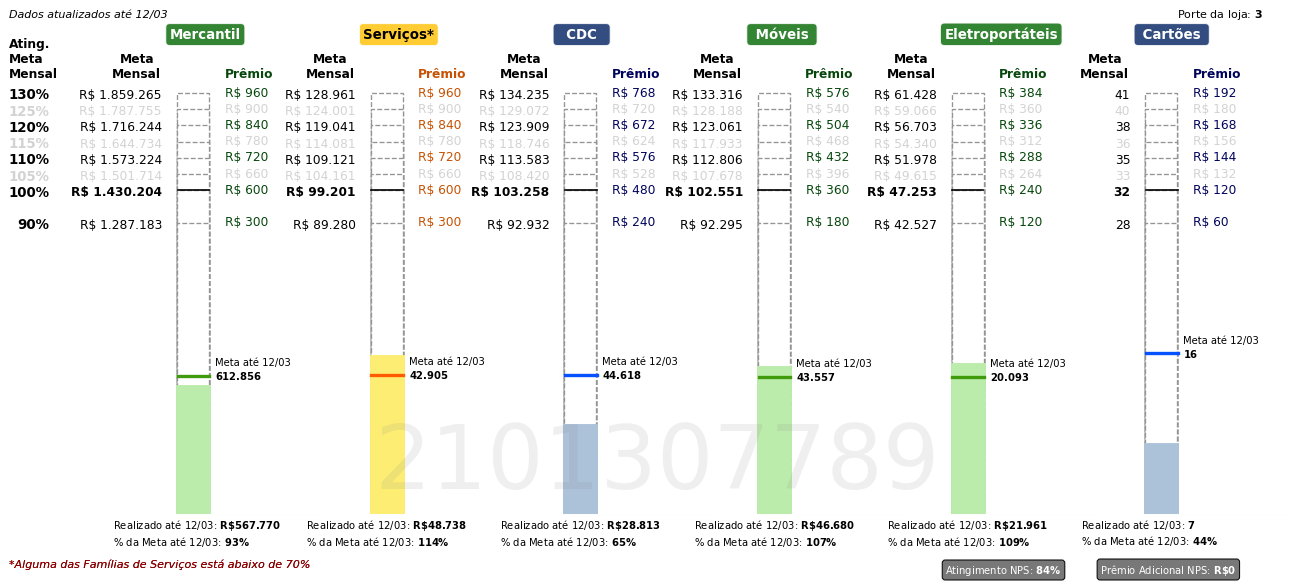 Dados atualizados até 12/03 Porte da loja: 3
Mercantil Serviços* CDC Móveis Eletroportáteis Cartões
Ating.
Meta Meta Meta Meta Meta Meta Meta
Mensal Mensal Prêmio Mensal Prêmio Mensal Prêmio Mensal Prêmio Mensal Prêmio Mensal Prêmio
130% R$ 1.859.265 R$ 960 R$ 128.961 R$ 960 R$ 134.235 R$ 768 R$ 133.316 R$ 576 R$ 61.428 R$ 384 41 R$ 192
125% R$ 1.787.755 R$ 900 R$ 124.001 R$ 900 R$ 129.072 R$ 720 R$ 128.188 R$ 540 R$ 59.066 R$ 360 40 R$ 180
120% R$ 1.716.244 R$ 840 R$ 119.041 R$ 840 R$ 123.909 R$ 672 R$ 123.061 R$ 504 R$ 56.703 R$ 336 38 R$ 168
115% R$ 1.644.734 R$ 780 R$ 114.081 R$ 780 R$ 118.746 R$ 624 R$ 117.933 R$ 468 R$ 54.340 R$ 312 36 R$ 156
110% R$ 1.573.224 R$ 720 R$ 109.121 R$ 720 R$ 113.583 R$ 576 R$ 112.806 R$ 432 R$ 51.978 R$ 288 35 R$ 144
105% R$ 1.501.714 R$ 660 R$ 104.161 R$ 660 R$ 108.420 R$ 528 R$ 107.678 R$ 396 R$ 49.615 R$ 264 33 R$ 132
100% R$ 1.430.204 R$ 600 R$ 99.201 R$ 600 R$ 103.258 R$ 480 R$ 102.551 R$ 360 R$ 47.253 R$ 240 32 R$ 120
90% R$ 1.287.183 R$ 300 R$ 89.280 R$ 300 R$ 92.932 R$ 240 R$ 92.295 R$ 180 R$ 42.527 R$ 120 28 R$ 60
Meta até 12/03
16
Meta até 12/03 Meta até 12/03 Meta até 12/03 Meta até 12/03 Meta até 12/03
612.856 42.905 44.618 43.557 20.093
2101307789
Realizado até 12/03: R$567.770 Realizado até 12/03: R$48.738 Realizado até 12/03: R$28.813 Realizado até 12/03: R$46.680 Realizado até 12/03: R$21.961 Realizado até 12/03: 7
% da Meta até 12/03: 93% % da Meta até 12/03: 114% % da Meta até 12/03: 65% % da Meta até 12/03: 107% % da Meta até 12/03: 109% % da Meta até 12/03: 44%
*Alguma das Famílias de Serviços está abaixo de 70% Atingimento NPS: 84% Prêmio Adicional NPS: R$0